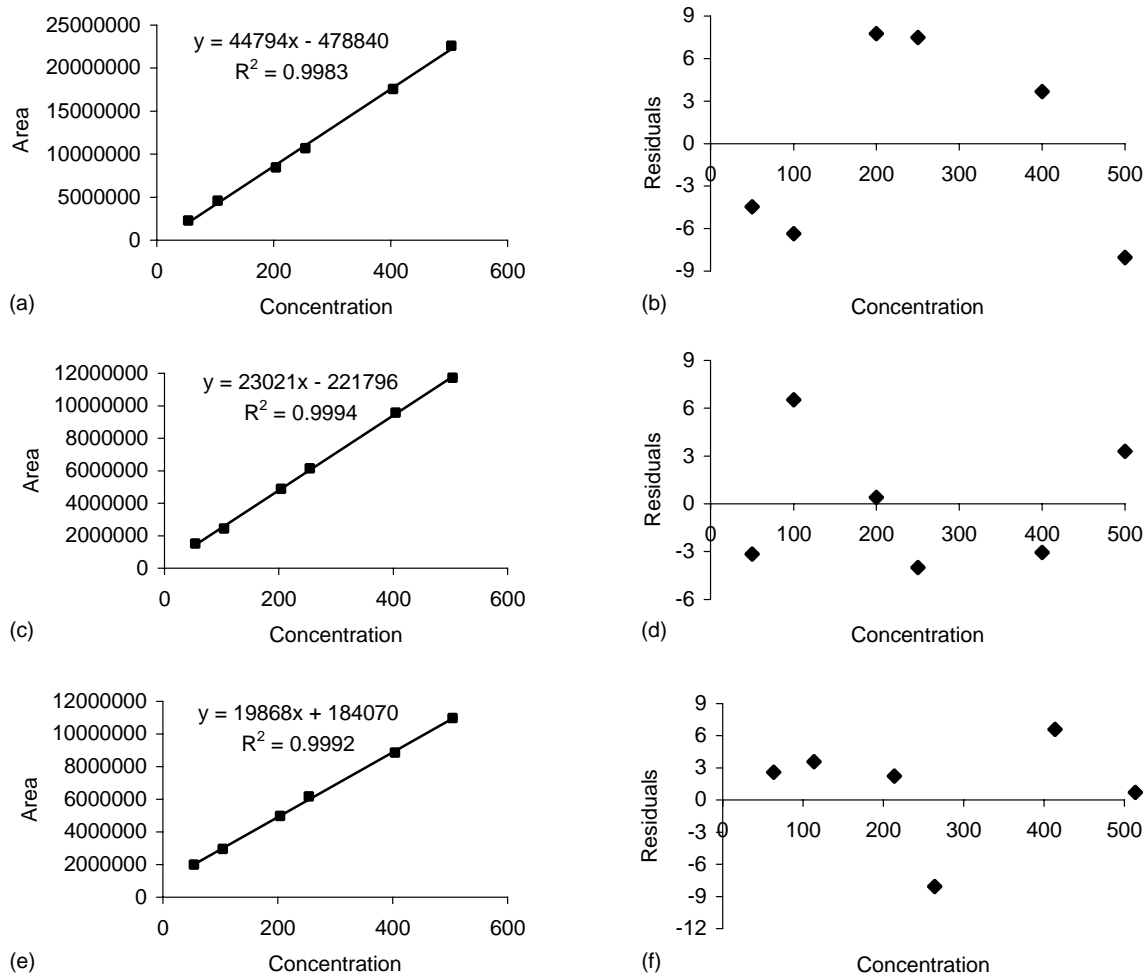 25000000
20000000
15000000
10000000
5000000
0
0 200 400 600
Area
Concentration
y = 44794x - 478840
R² = 0.9983
(a)
9
6
3
0
-3
-6
-9
0 100 200 300 400 500
Residuals
Concentration
(b)
12000000
10000000
8000000
6000000
4000000
2000000
0
0 200 400 600
Area
Concentration
y = 23021x - 221796
R² = 0.9994
(c)
9
6
3
0
-3
-6
0 100 200 300 400 500
Residuals
Concentration
(d)
12000000
10000000
8000000
6000000
4000000
2000000
0
0 200 400 600
Area
Concentration
y = 19868x + 184070
R² = 0.9992
(e)
9
6
3
0
-3
-6
-9
-12
0 100 200 300 400 500
Residuals
Concentration
(f)